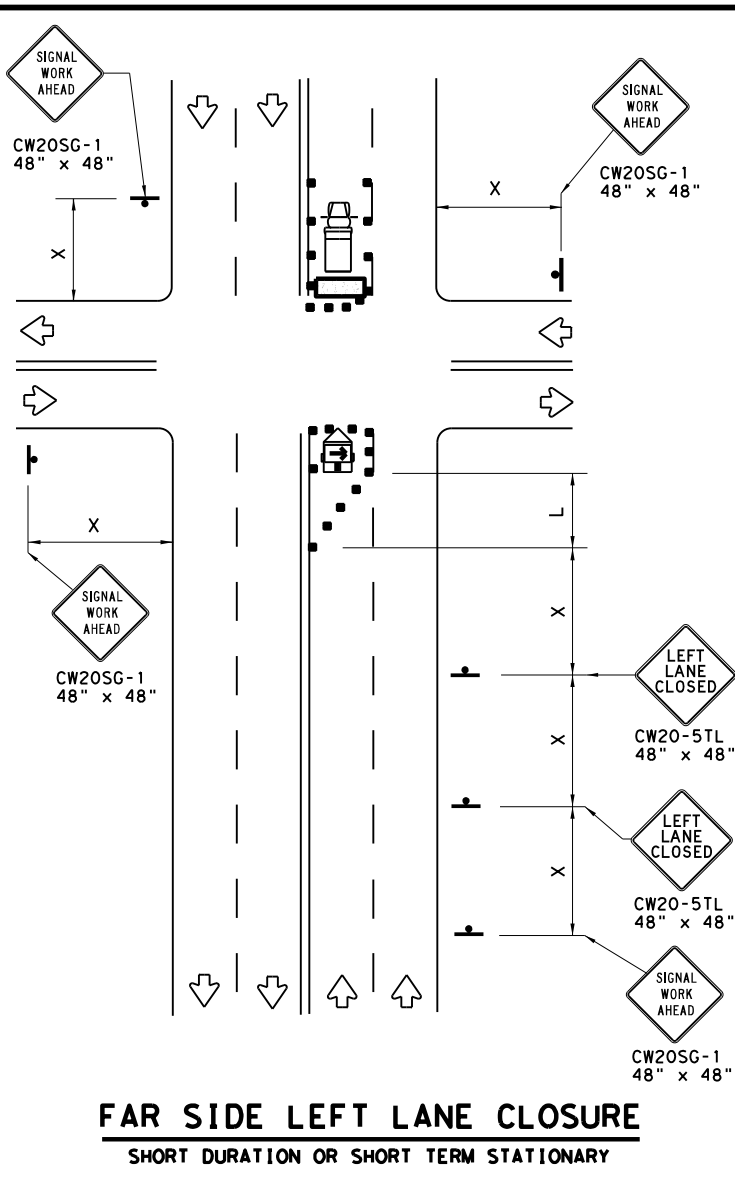 SIGNAL
WORK
AHEAD
CW20SG-1
48" x 48"
X
SIGNAL
WORK
AHEAD
CW20SG-1
48" x 48"
X
X
SIGNAL
WORK
AHEAD
CW20SG-1
48" x 48"
L
X
LEFT
LANE
CLOSED
CW20-5TL
48" x 48"
X
LEFT
LANE
CLOSED
CW20-5TL
48" x 48"
X
SIGNAL
WORK
AHEAD
CW20SG-1
48" x 48"
FAR SIDE LEFT LANE CLOSURE
SHORT DURATION OR SHORT TERM STATIONARY